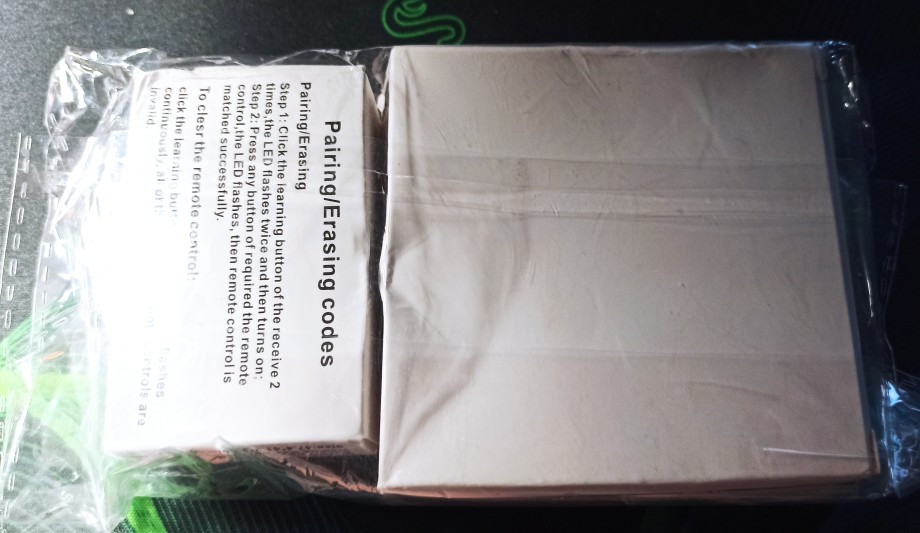 Pairing/Erasing codes
Pairing/Erasing
Step 1: Click the learning button of the receive 2
times,the LED flashes twice and then turns on;
Step 2: Press any button of required the remote
control,the LED flashes, then remote control is
matched successfully.
To clesr the remote control:
click the learning flashes
continuously, all controls are
invalid.